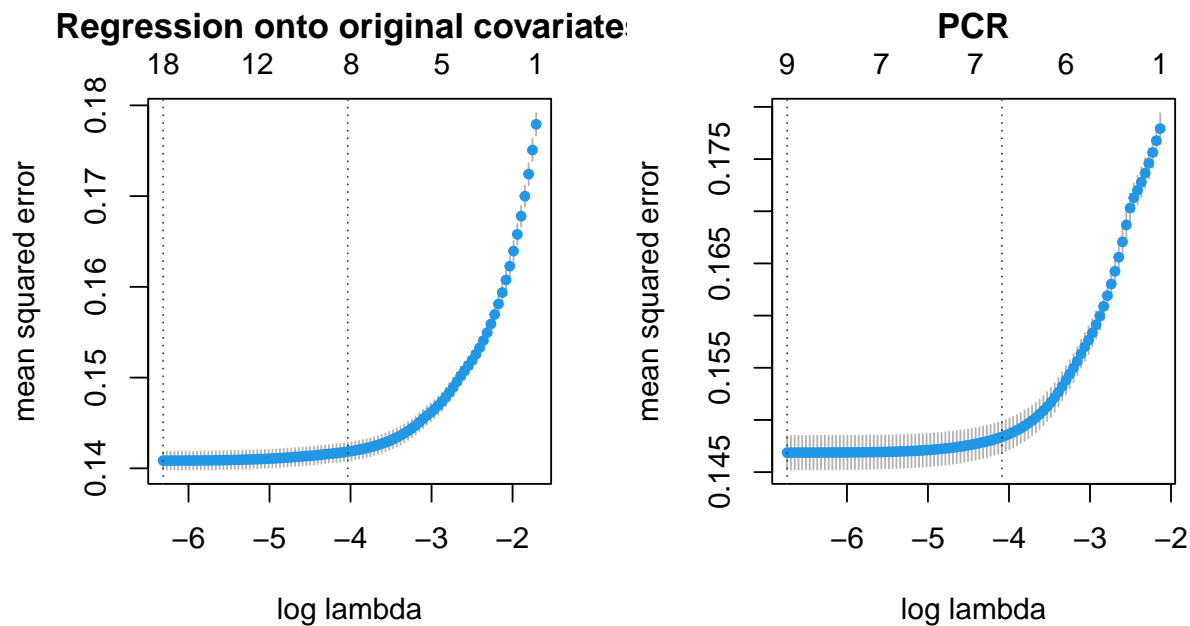 Regression onto original covariates
18 12 8 5 1
mean squared error
0.14 0.15 0.16 0.17 0.18
−6 −5 −4 −3 −2
log lambda
PCR
9 7 7 6 1
mean squared error
0.145 0.155 0.165 0.175
−6 −5 −4 −3 −2
log lambda